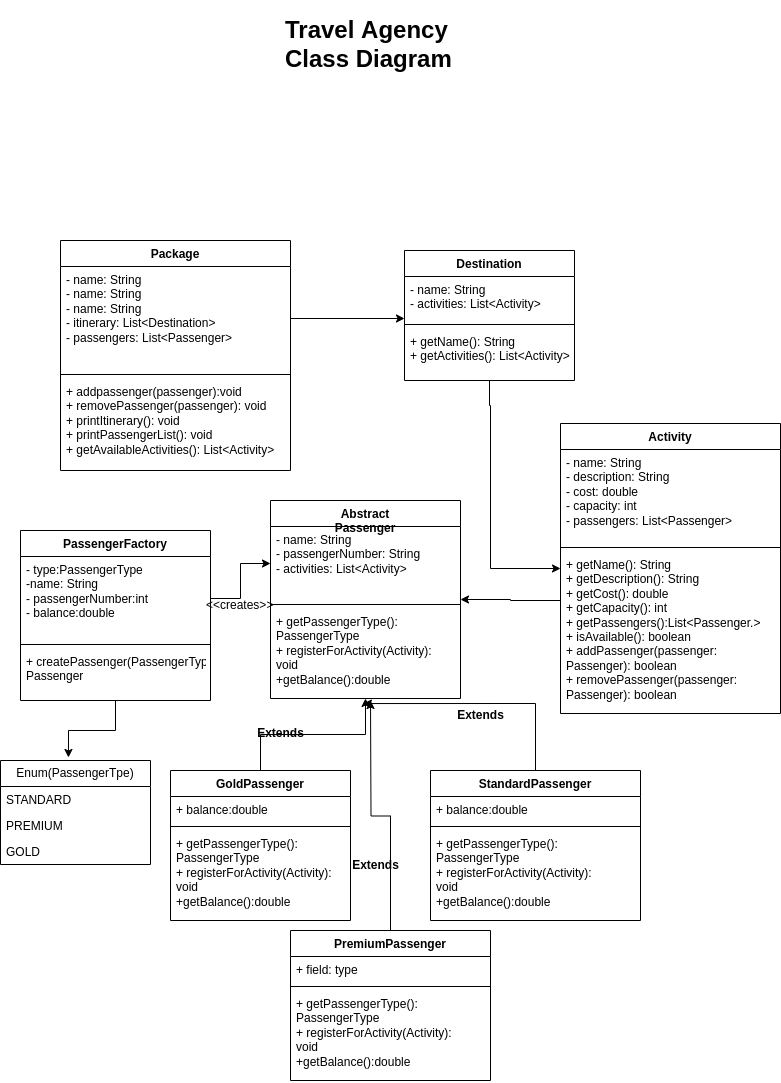 Travel Agency
Class Diagram
Package
- name: String
- name: String
- name: String
- itinerary: List<Destination>
- passengers: List<Passenger>
+ addpassenger(passenger):void
+ removePassenger(passenger): void
+ printItinerary(): void
+ printPassengerList(): void
+ getAvailableActivities(): List<Activity>
Destination
- name: String
- activities: List<Activity>
+ getName(): String
+ getActivities(): List<Activity>
Activity
- name: String
- description: String
- cost: double
- capacity: int
- passengers: List<Passenger>
+ getName(): String
+ getDescription(): String
+ getCost(): double
+ getCapacity(): int
+ getPassengers():List<Passenger.>
+ isAvailable(): boolean
+ addPassenger(passenger:
Passenger): boolean
+ removePassenger(passenger:
Passenger): boolean
Abstract
Passenger
- name: String
- passengerNumber: String
- activities: List<Activity>
+ getPassengerType():
PassengerType
+ registerForActivity(Activity):
void
+getBalance():double
PassengerFactory
- type:PassengerType
-name: String
- passengerNumber:int
- balance:double
+ createPassenger(PassengerTyp
Passenger
<<creates>>
Enum(PassengerTpe)
STANDARD
PREMIUM
GOLD
Extends
Extends
GoldPassenger
+ balance:double
+ getPassengerType():
PassengerType
+ registerForActivity(Activity):
void
+getBalance():double
Extends
StandardPassenger
+ balance:double
+ getPassengerType():
PassengerType
+ registerForActivity(Activity):
void
+getBalance():double
PremiumPassenger
+ field: type
+ getPassengerType():
PassengerType
+ registerForActivity(Activity):
void
+getBalance():double